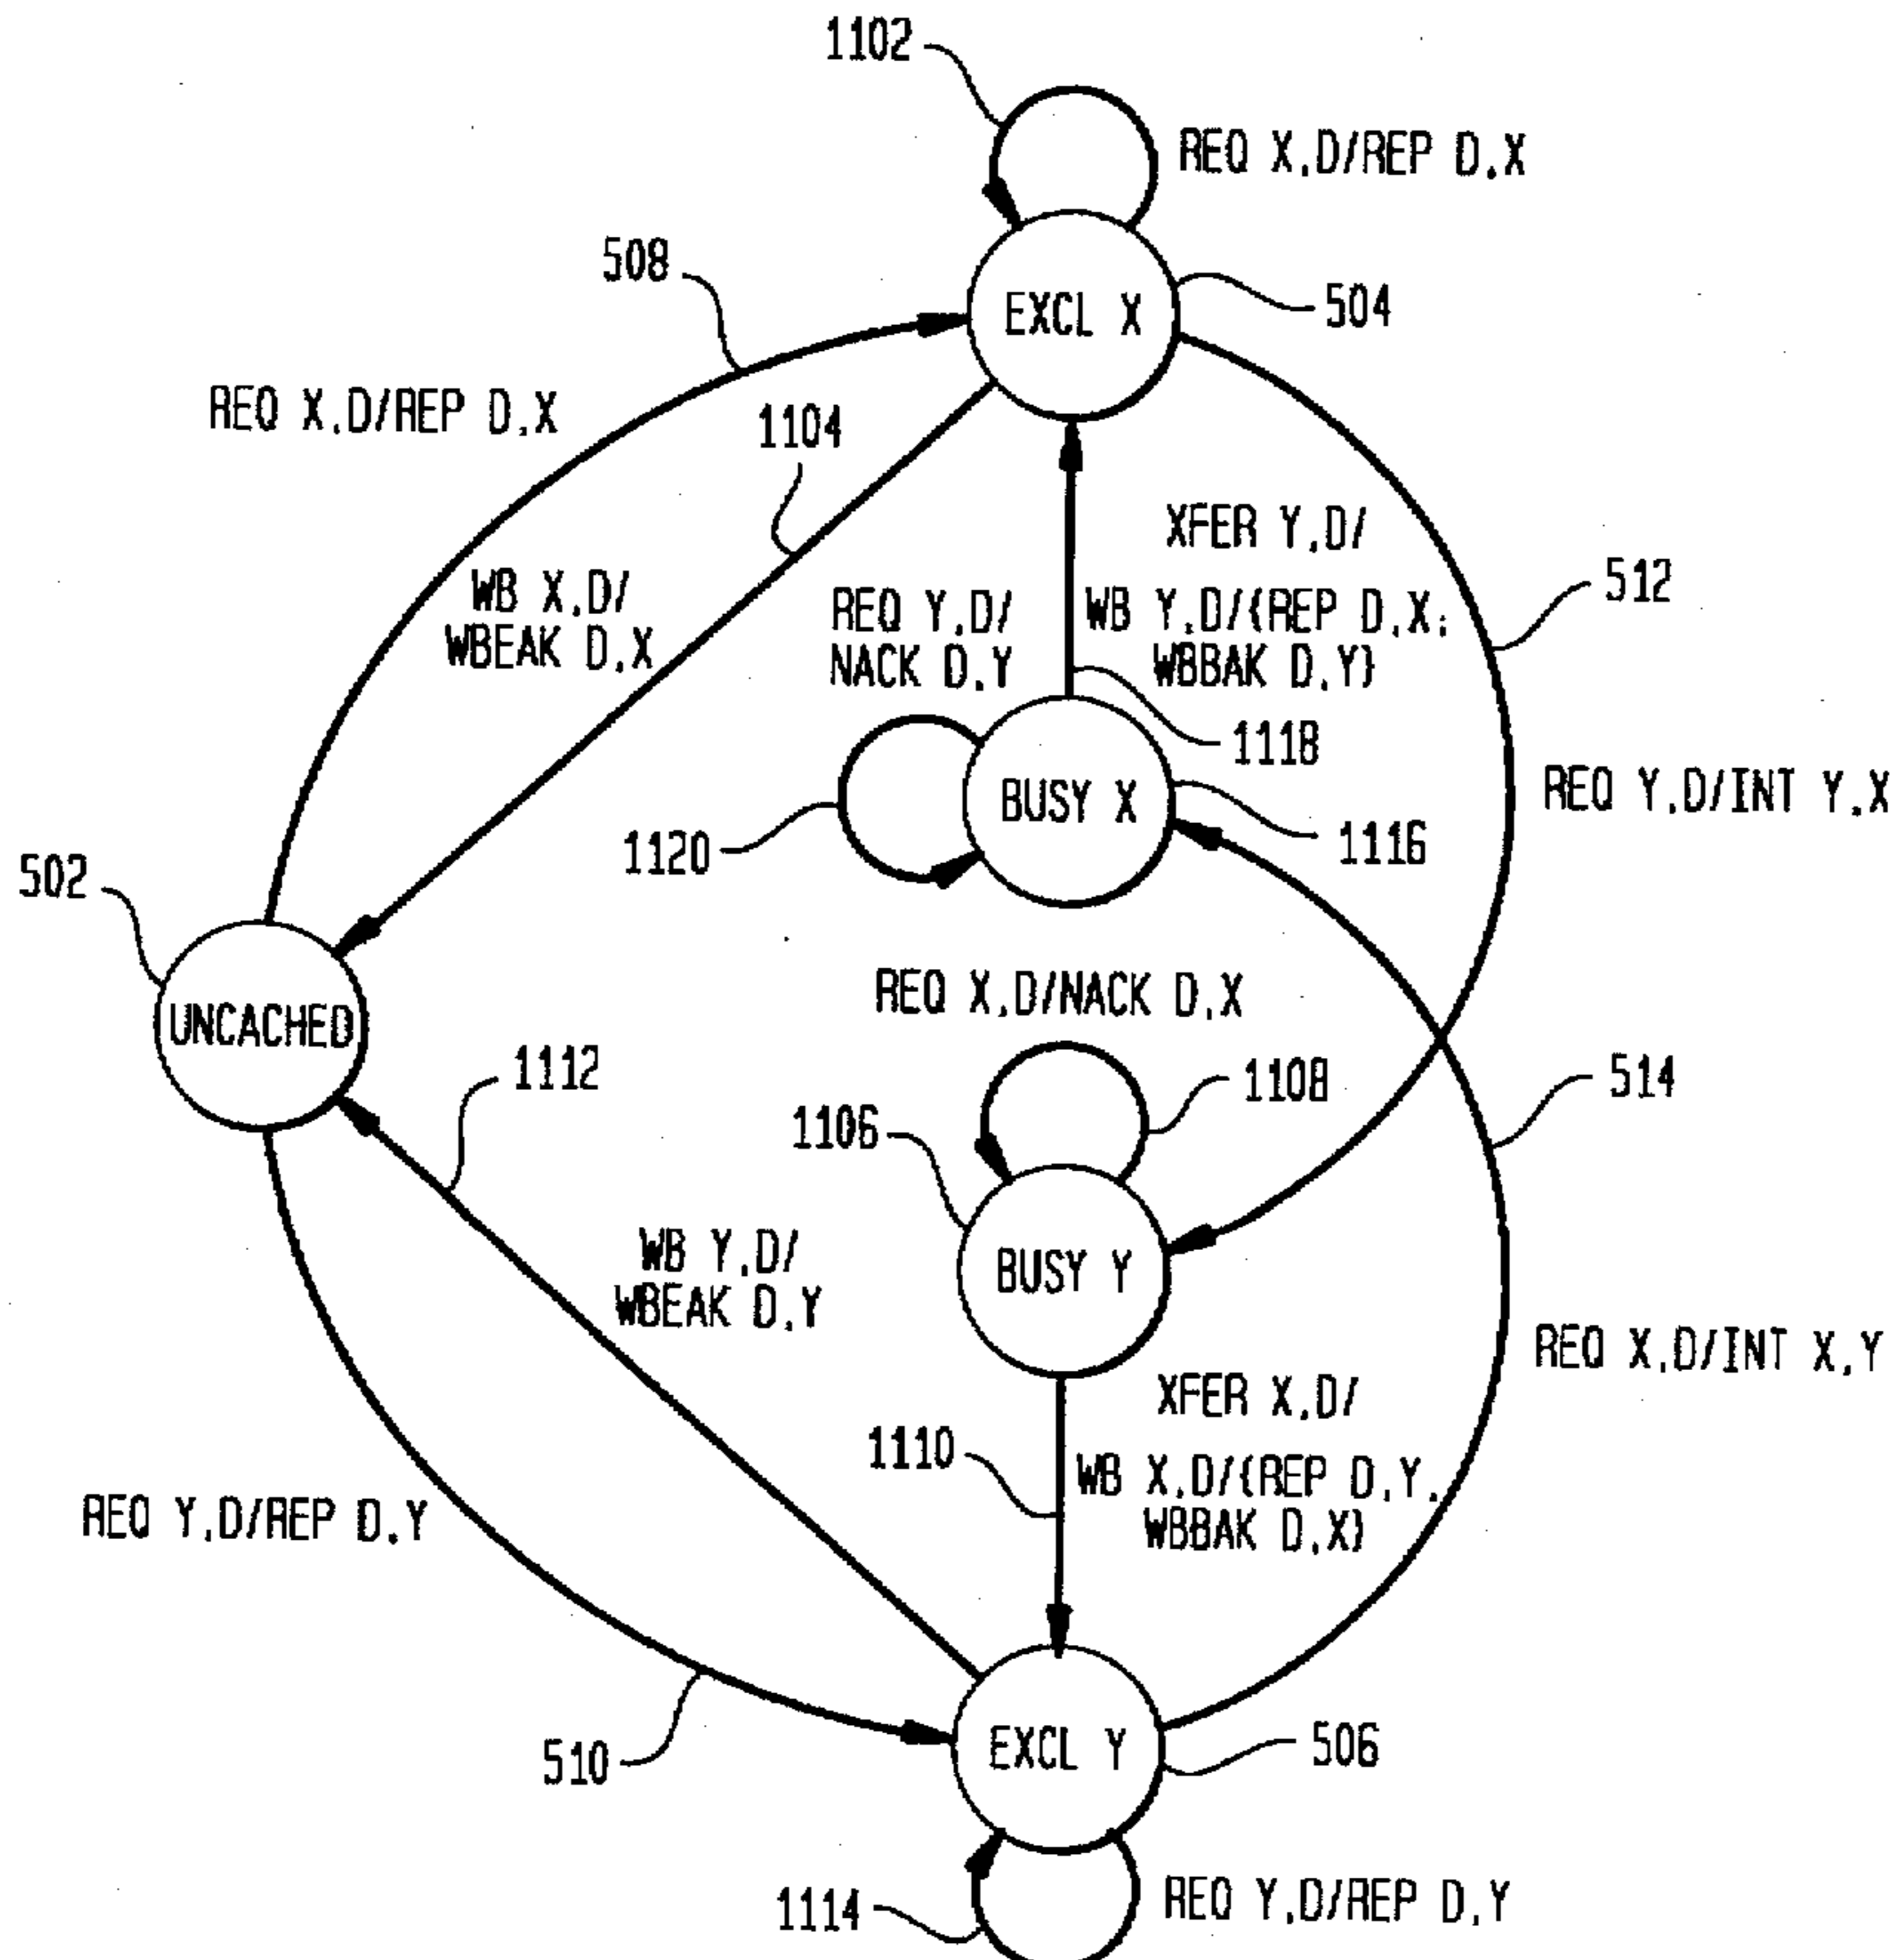 1102
REQ X,D/REP D,X
508
EXCL X
504
REQ X,D/REP D,X
1104
XFER Y,D/
512
WB X,D/
WBEAK D,X
REQ Y,D/
NACK D,Y
WB Y,D/{REP D,X;
WBBAK D,Y}
1118
REQ Y,D/INT Y,X
BUSY X
1120
1116
502
REQ X,D/NACK D,X
UNCACHED
1112
1108
514
1106
WB Y,D/
WBEAK D,Y
BUSY Y
REQ X,D/INT X,Y
XFER X,D/
1110
WB X,D/{REP D,Y,
WBBAK D,X}
REQ Y,D/REP D,Y
510
EXCL Y
506
1114
REQ Y,D/REP D,Y